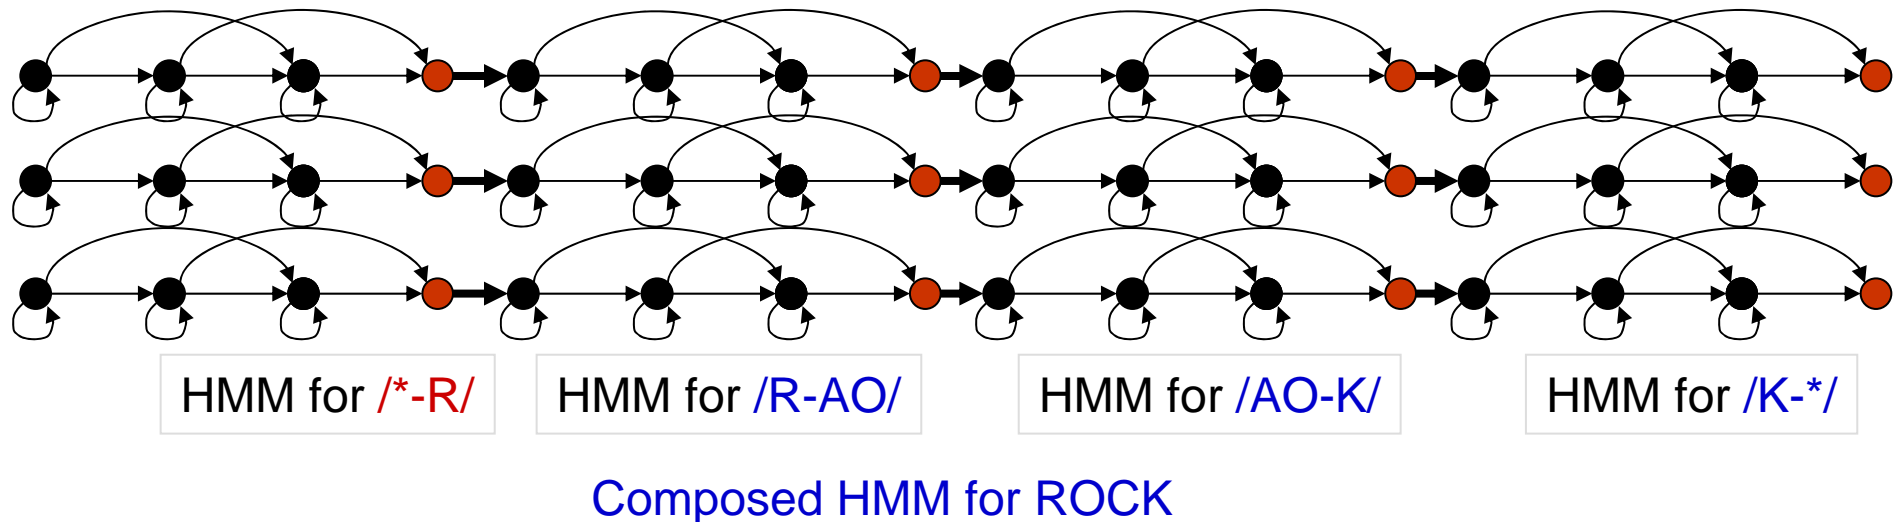 HMM for /*-R/ HMM for /R-AO/ HMM for /AO-K/ HMM for /K-*/
Composed HMM for ROCK